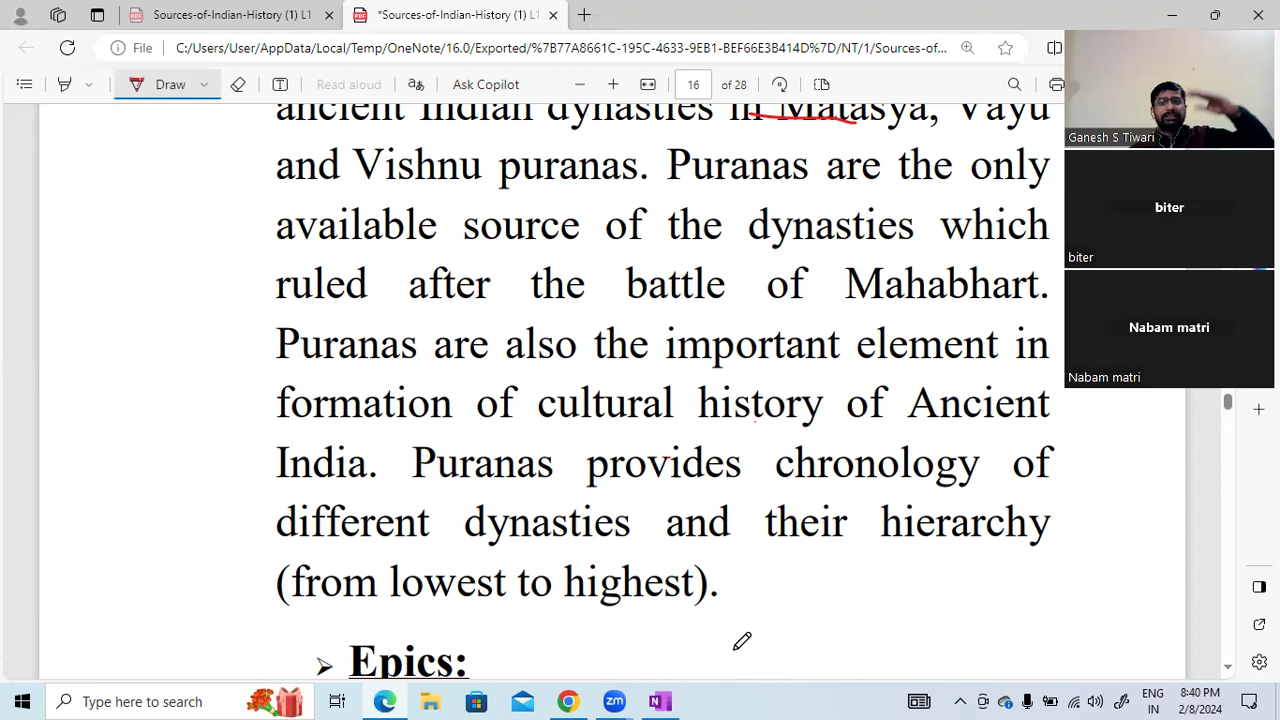 Sources-of-Indian-History (1) L1
*Sources-of-Indian-History (1) L1
File
C:/Users/User/AppData/Local/Temp/OneNote/16.0/Exported/%7B77A8661C-195C-4633-9EB1-BEF66E3B414D%7D/NT/1/Sources-of...
Draw
Read aloud
aあ
Ask Copilot
16 of 28
ancient Indian dynasties in Matasya, Vayu
and Vishnu puranas. Puranas are the only
available source of the dynasties which
ruled after the battle of Mahabhart.
Puranas are also the important element in
formation of cultural history of Ancient
India. Puranas provides chronology of
different dynasties and their hierarchy
(from lowest to highest).
➢ Epics:
Ganesh S Tiwari
biter
biter
Nabam matri
Nabam matri
Type here to search
ENG
IN
8:40 PM
2/8/2024